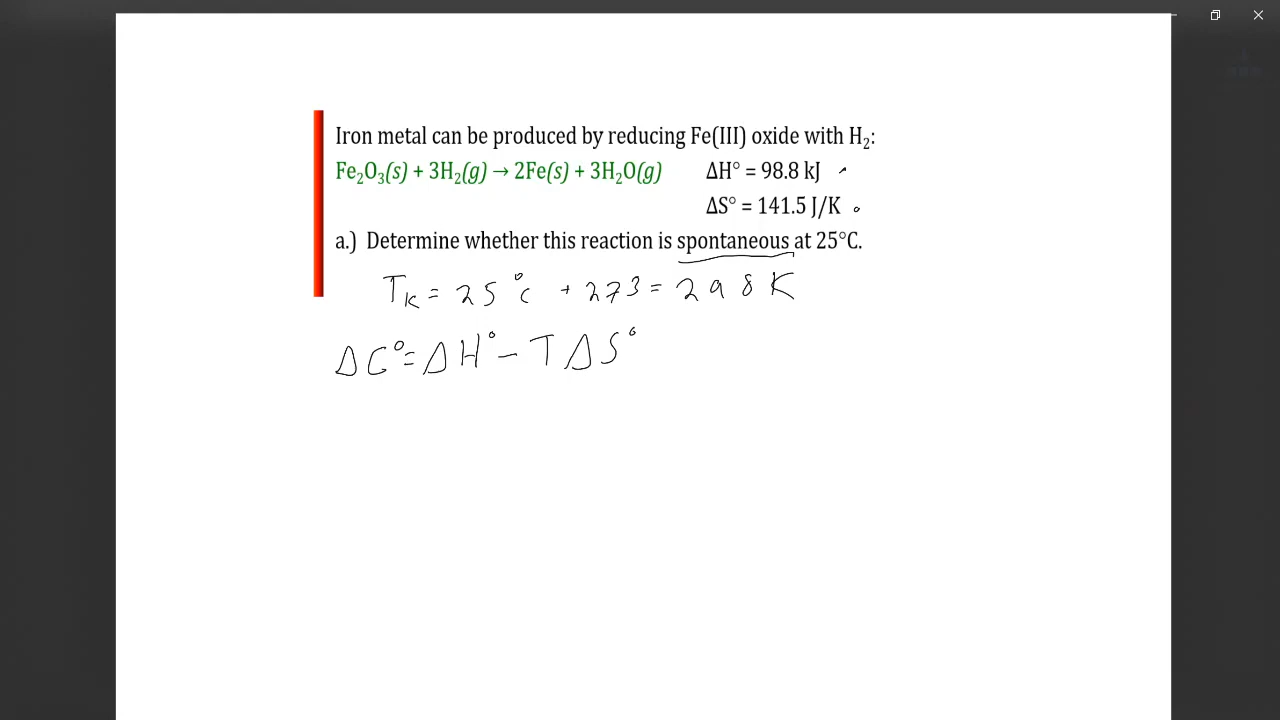 Iron metal can be produced by reducing Fe(III) oxide with H₂:
Fe₂O₃(s) + 3H₂(g) → 2Fe(s) + 3H₂O(g) ΔH° = 98.8 kJ
ΔS° = 141.5 J/K
a.) Determine whether this reaction is spontaneous at 25°C.
T_K = 25 °C + 273 = 298 K
ΔG° = ΔH° − TΔS°